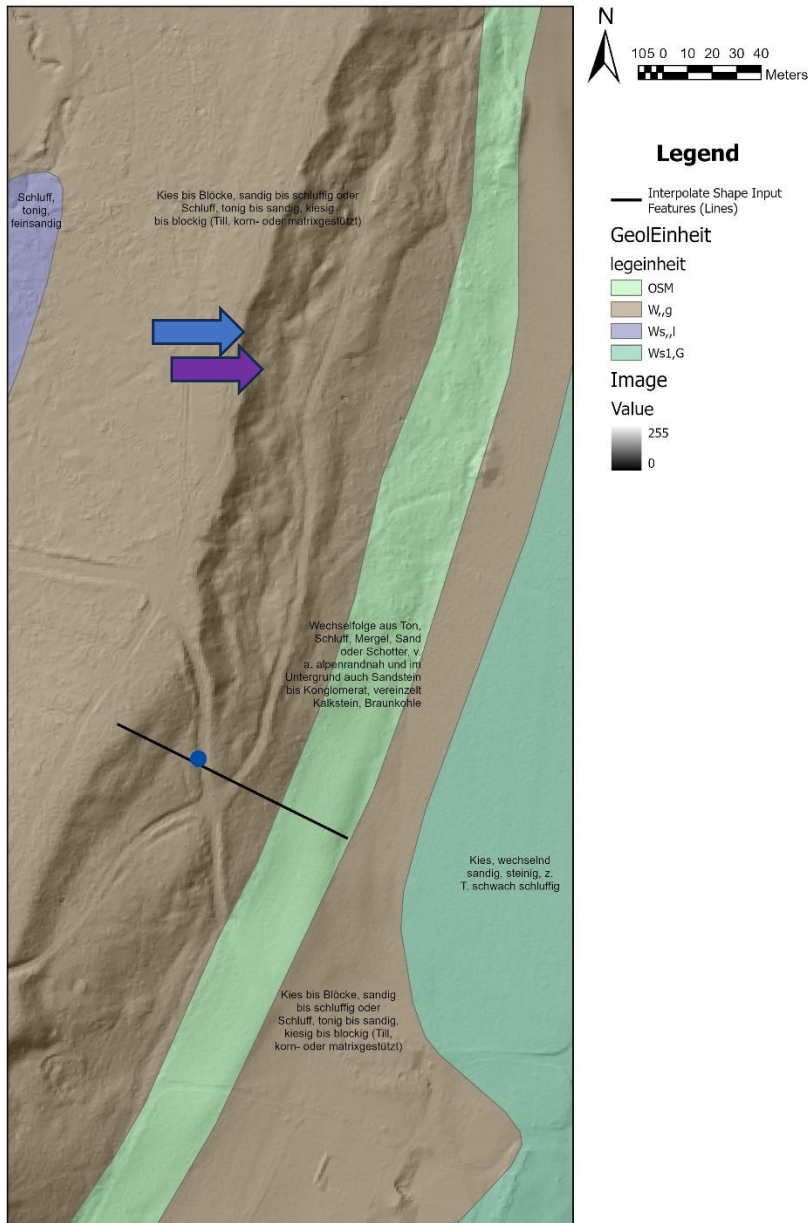 N
105 0 10 20 30 40
Meters
Legend
Interpolate Shape Input
Features (Lines)
GeolEinheit
legeinheit
OSM
W,,g
Ws,,l
Ws1,G
Image
Value
255
0
Schluff,
tonig,
feinsandig
Kies bis Blöcke, sandig bis schluffig oder
Schluff, tonig bis sandig, kiesig
bis blockig (Till, korn- oder matrixgestützt)
Wechselfolge aus Ton,
Schluff, Mergel, Sand
oder Schotter, v.
a. alpenrandnah und im
Untergrund auch Sandstein
bis Konglomerat, vereinzelt
Kalkstein, Braunkohle
Kies, wechselnd
sandig, steinig, z.
T. schwach schluffig
Kies bis Blöcke, sandig
bis schluffig oder
Schluff, tonig bis sandig,
kiesig bis blockig (Till,
korn- oder matrixgestützt)